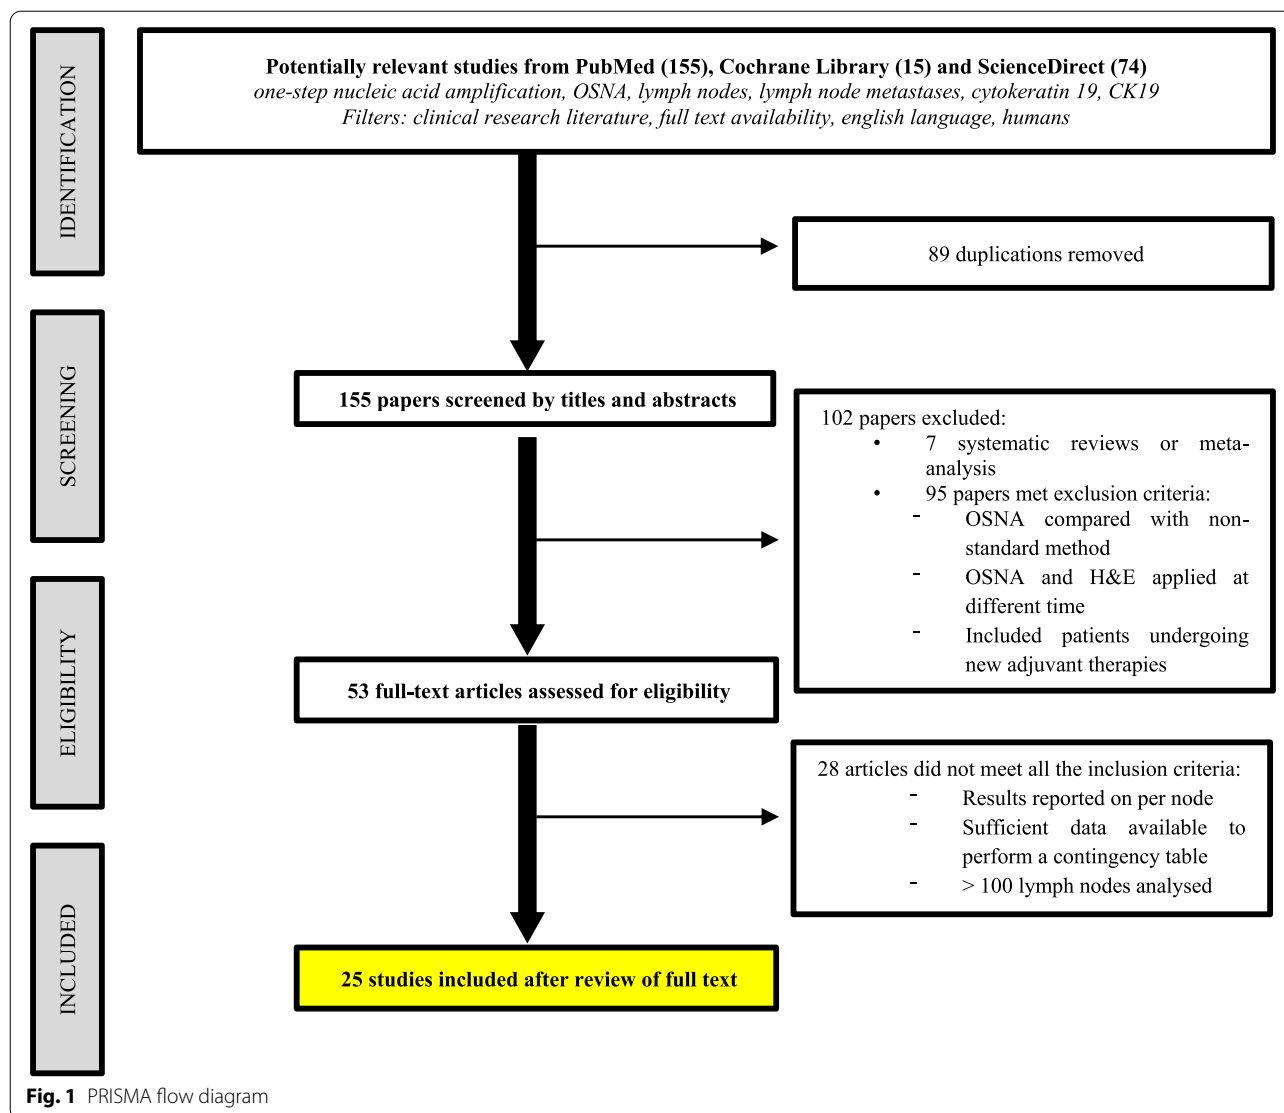 IDENTIFICATION
Potentially relevant studies from PubMed (155), Cochrane Library (15) and ScienceDirect (74)
one-step nucleic acid amplification, OSNA, lymph nodes, lymph node metastases, cytokeratin 19, CK19
Filters: clinical research literature, full text availability, english language, humans
89 duplications removed
SCREENING
155 papers screened by titles and abstracts
102 papers excluded:
• 7 systematic reviews or meta-
analysis
• 95 papers met exclusion criteria:
- OSNA compared with non-
standard method
- OSNA and H&E applied at
different time
- Included patients undergoing
new adjuvant therapies
ELIGIBILITY
53 full-text articles assessed for eligibility
28 articles did not meet all the inclusion criteria:
- Results reported on per node
- Sufficient data available to
perform a contingency table
- > 100 lymph nodes analysed
INCLUDED
25 studies included after review of full text
Fig. 1 PRISMA flow diagram